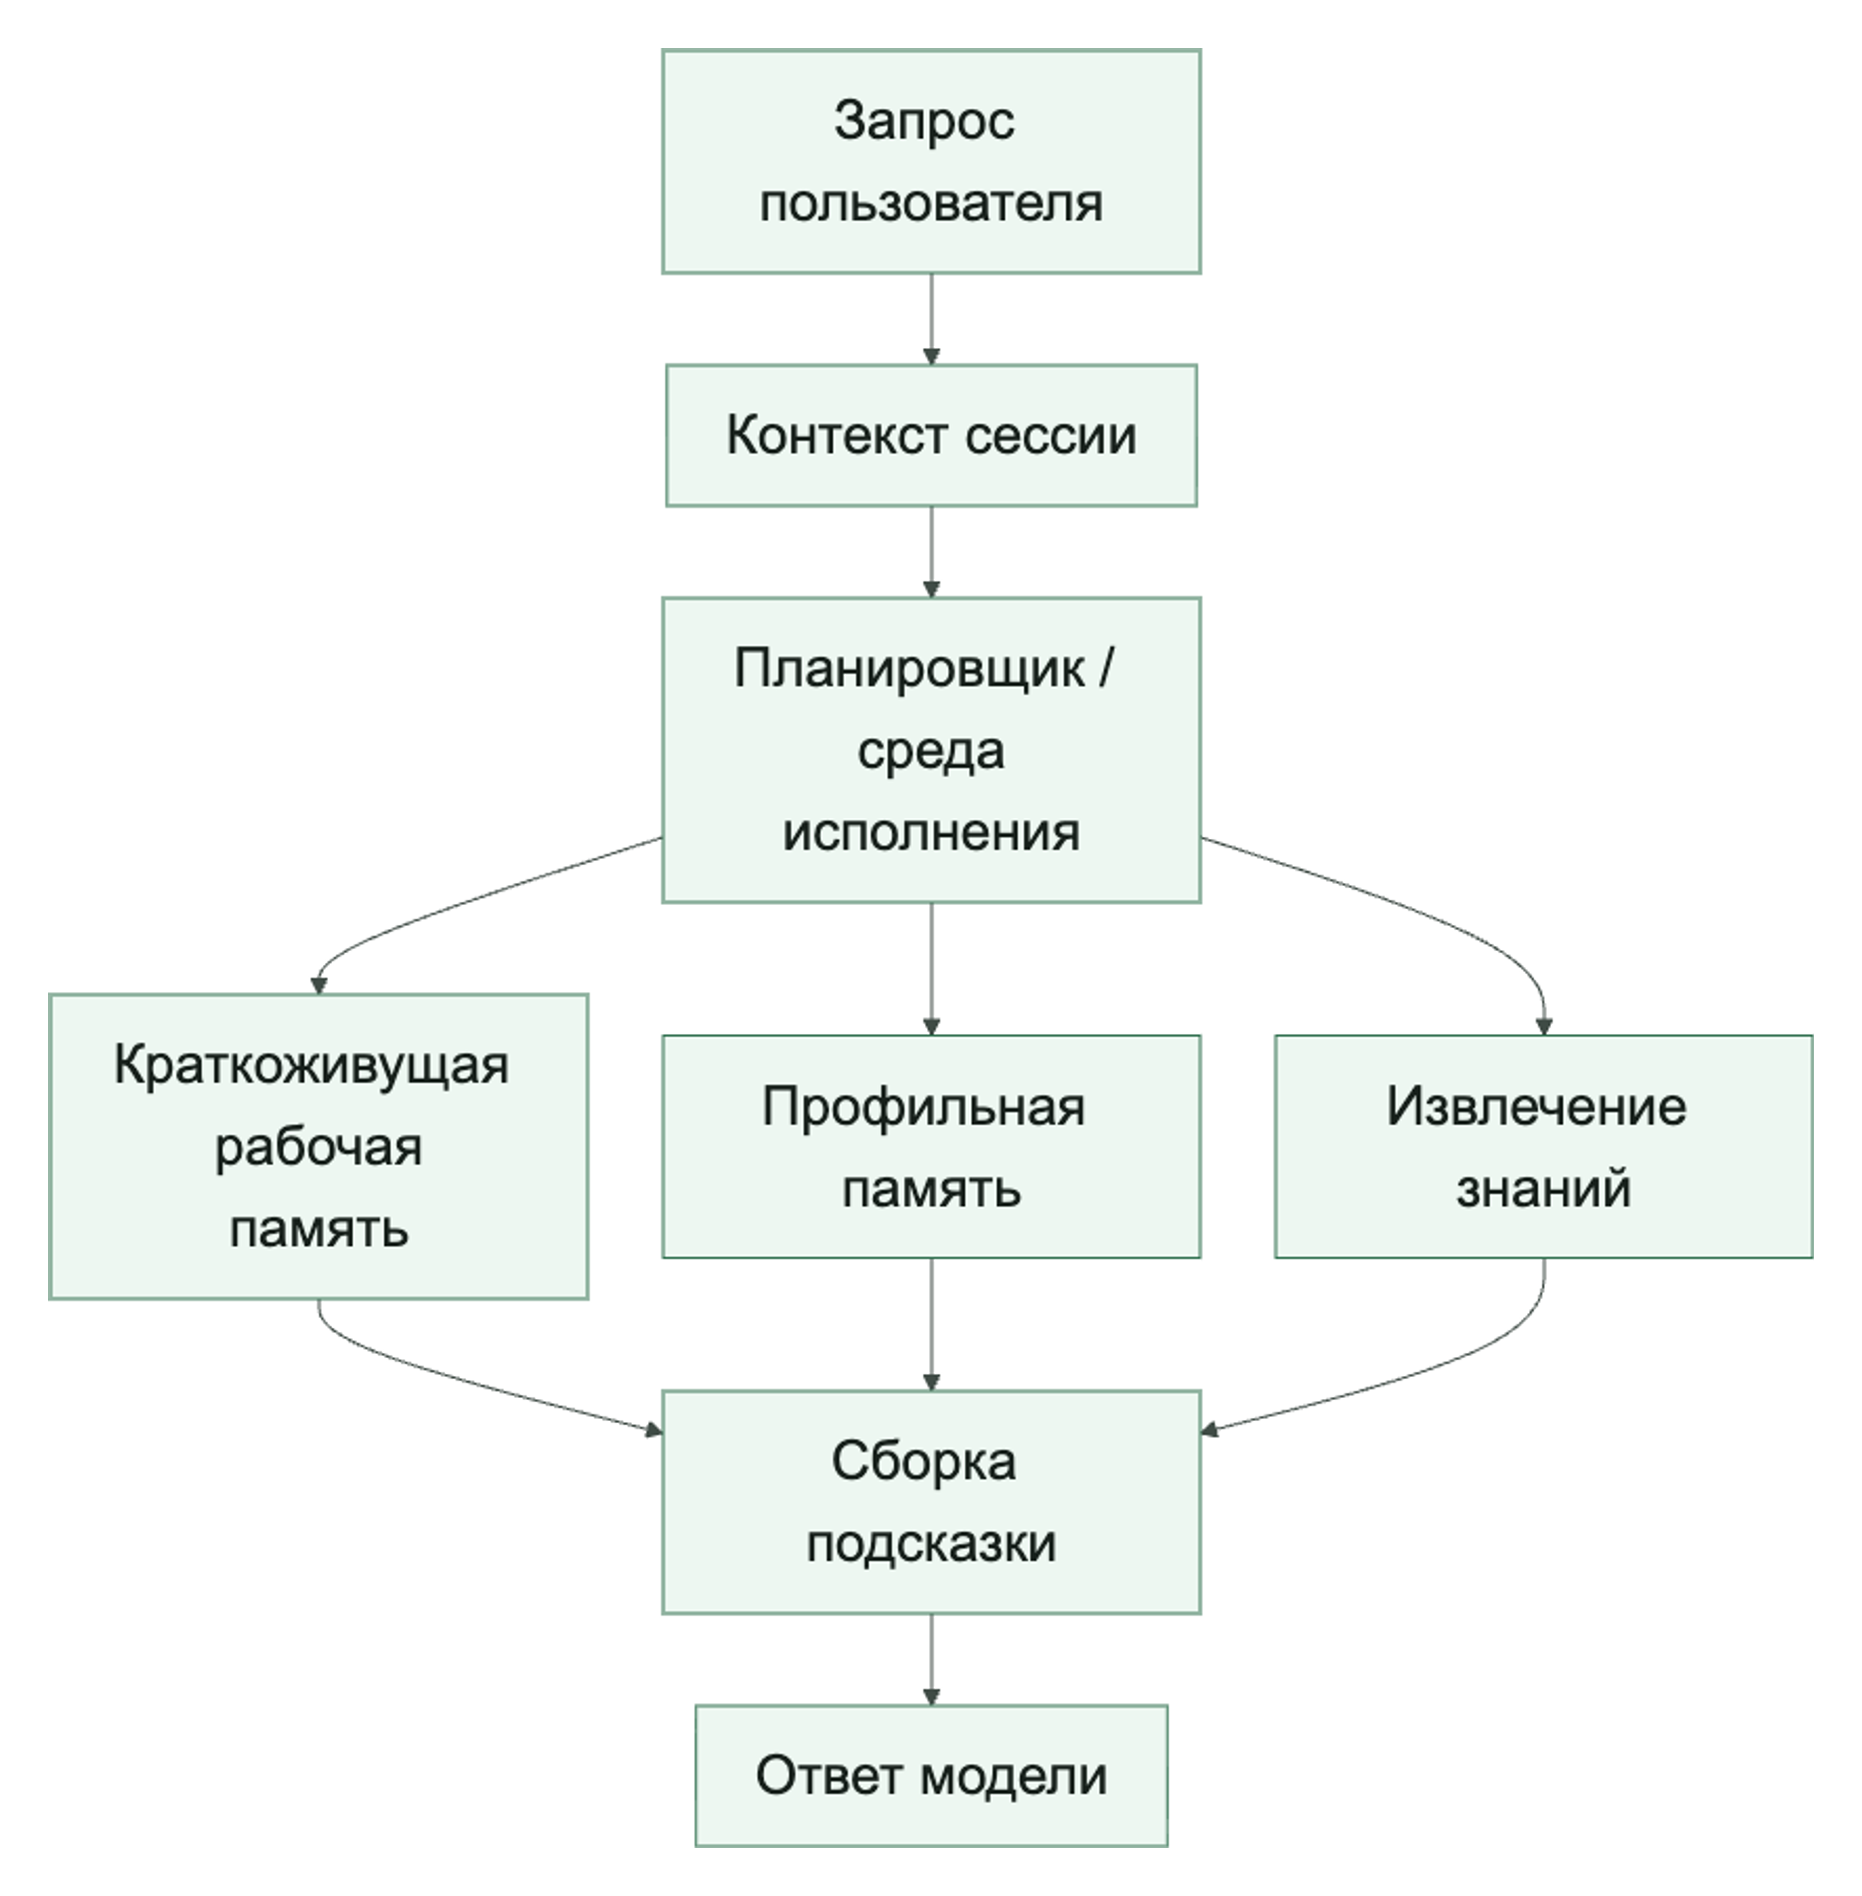 Запрос
пользователя
Контекст сессии
Планировщик /
среда
исполнения
Краткоживущая
рабочая
память
Профильная
память
Извлечение
знаний
Сборка
подсказки
Ответ модели